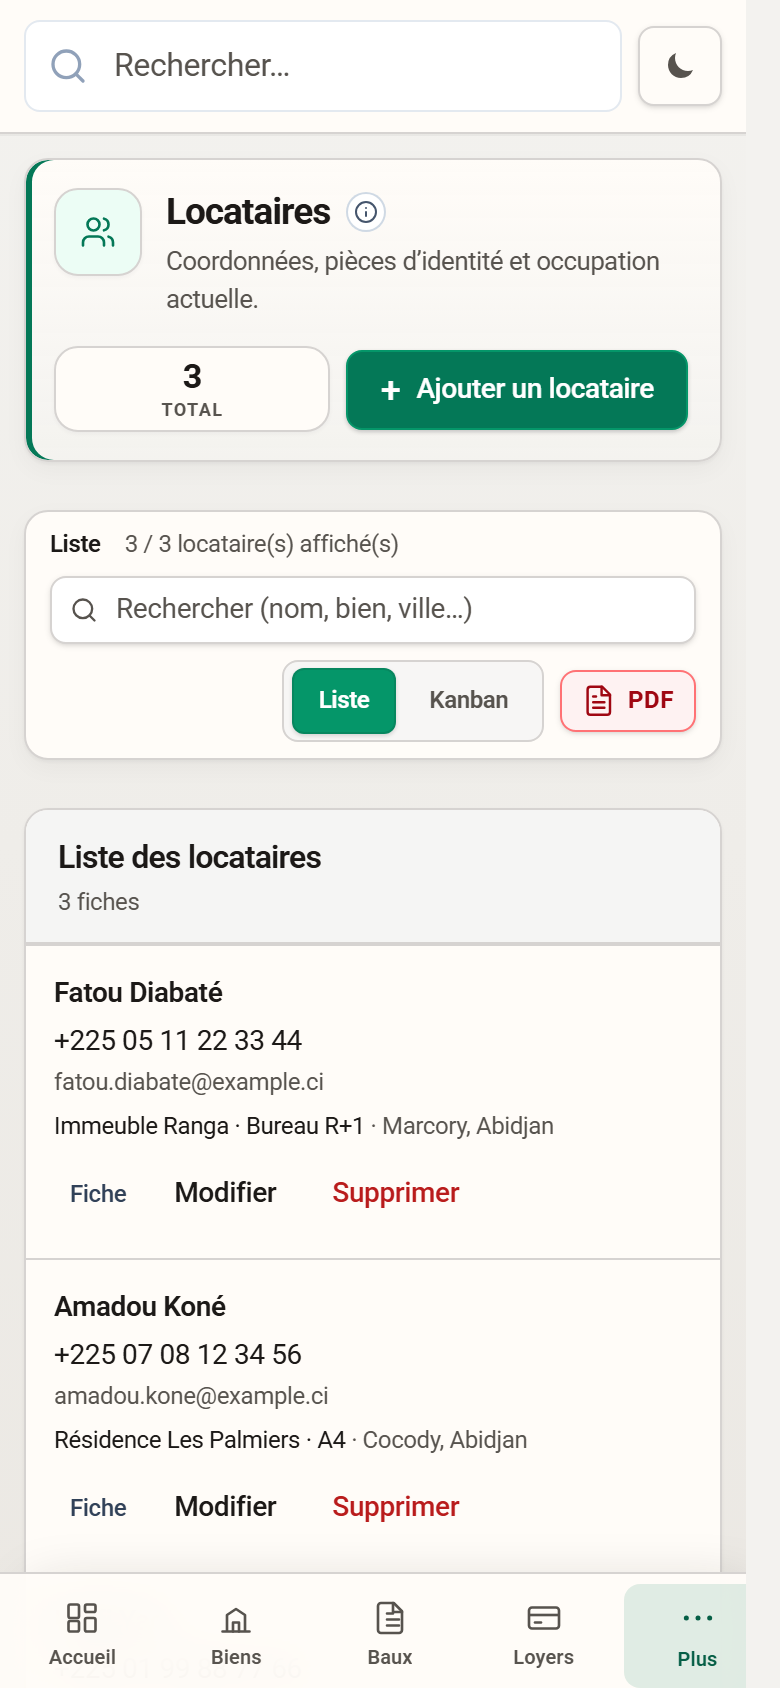 Rechercher...
Locataires
Coordonnées, pièces d’identité et occupation
actuelle.
3
TOTAL
+ Ajouter un locataire
Liste 3 / 3 locataire(s) affiché(s)
Rechercher (nom, bien, ville...)
Liste Kanban PDF
Liste des locataires
3 fiches
Fatou Diabaté
+225 05 11 22 33 44
fatou.diabate@example.ci
Immeuble Ranga · Bureau R+1 · Marcory, Abidjan
Fiche Modifier Supprimer
Amadou Koné
+225 07 08 12 34 56
amadou.kone@example.ci
Résidence Les Palmiers · A4 · Cocody, Abidjan
Fiche Modifier Supprimer
Accueil Biens Baux Loyers Plus